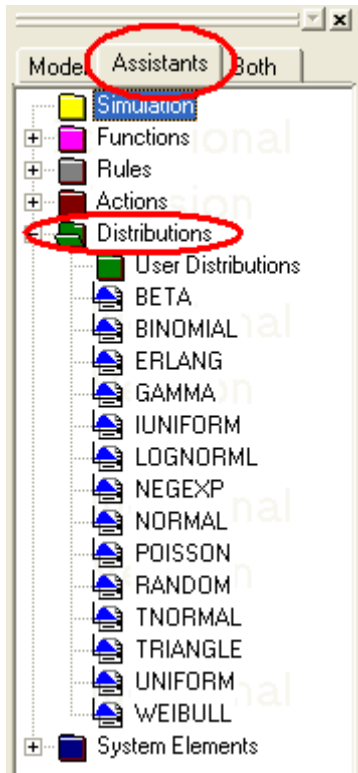 Model Assistants Both
Simulation
Functions
Rules
Actions
Distributions
User Distributions
BETA
BINOMIAL
ERLANG
GAMMA
IUNIFORM
LOGNORML
NEGEXP
NORMAL
POISSON
RANDOM
TNORMAL
TRIANGLE
UNIFORM
WEIBULL
System Elements